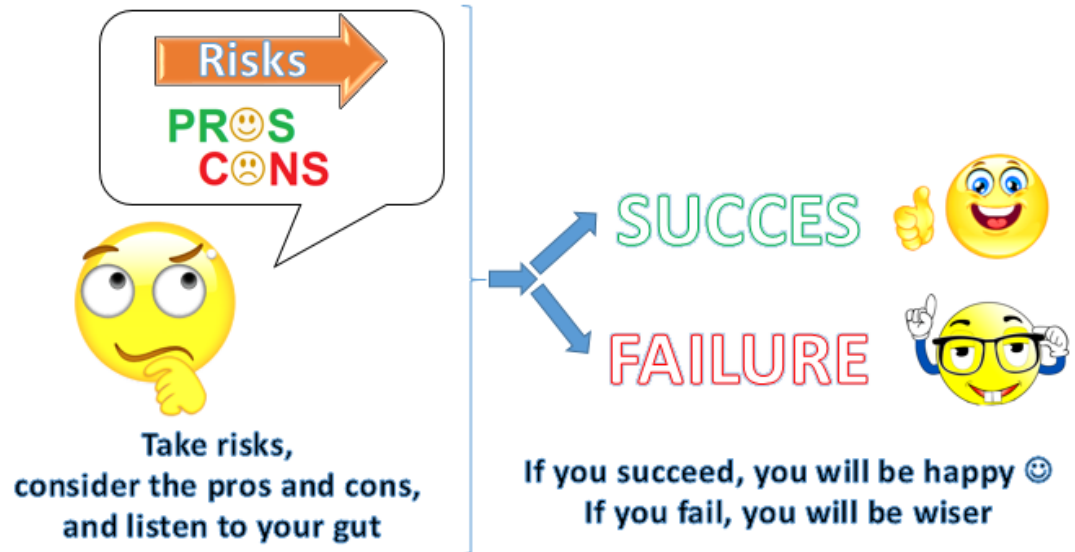 Risks
PROS
CONS
Take risks,
consider the pros and cons,
and listen to your gut
SUCCES
FAILURE
If you succeed, you will be happy ☺
If you fail, you will be wiser